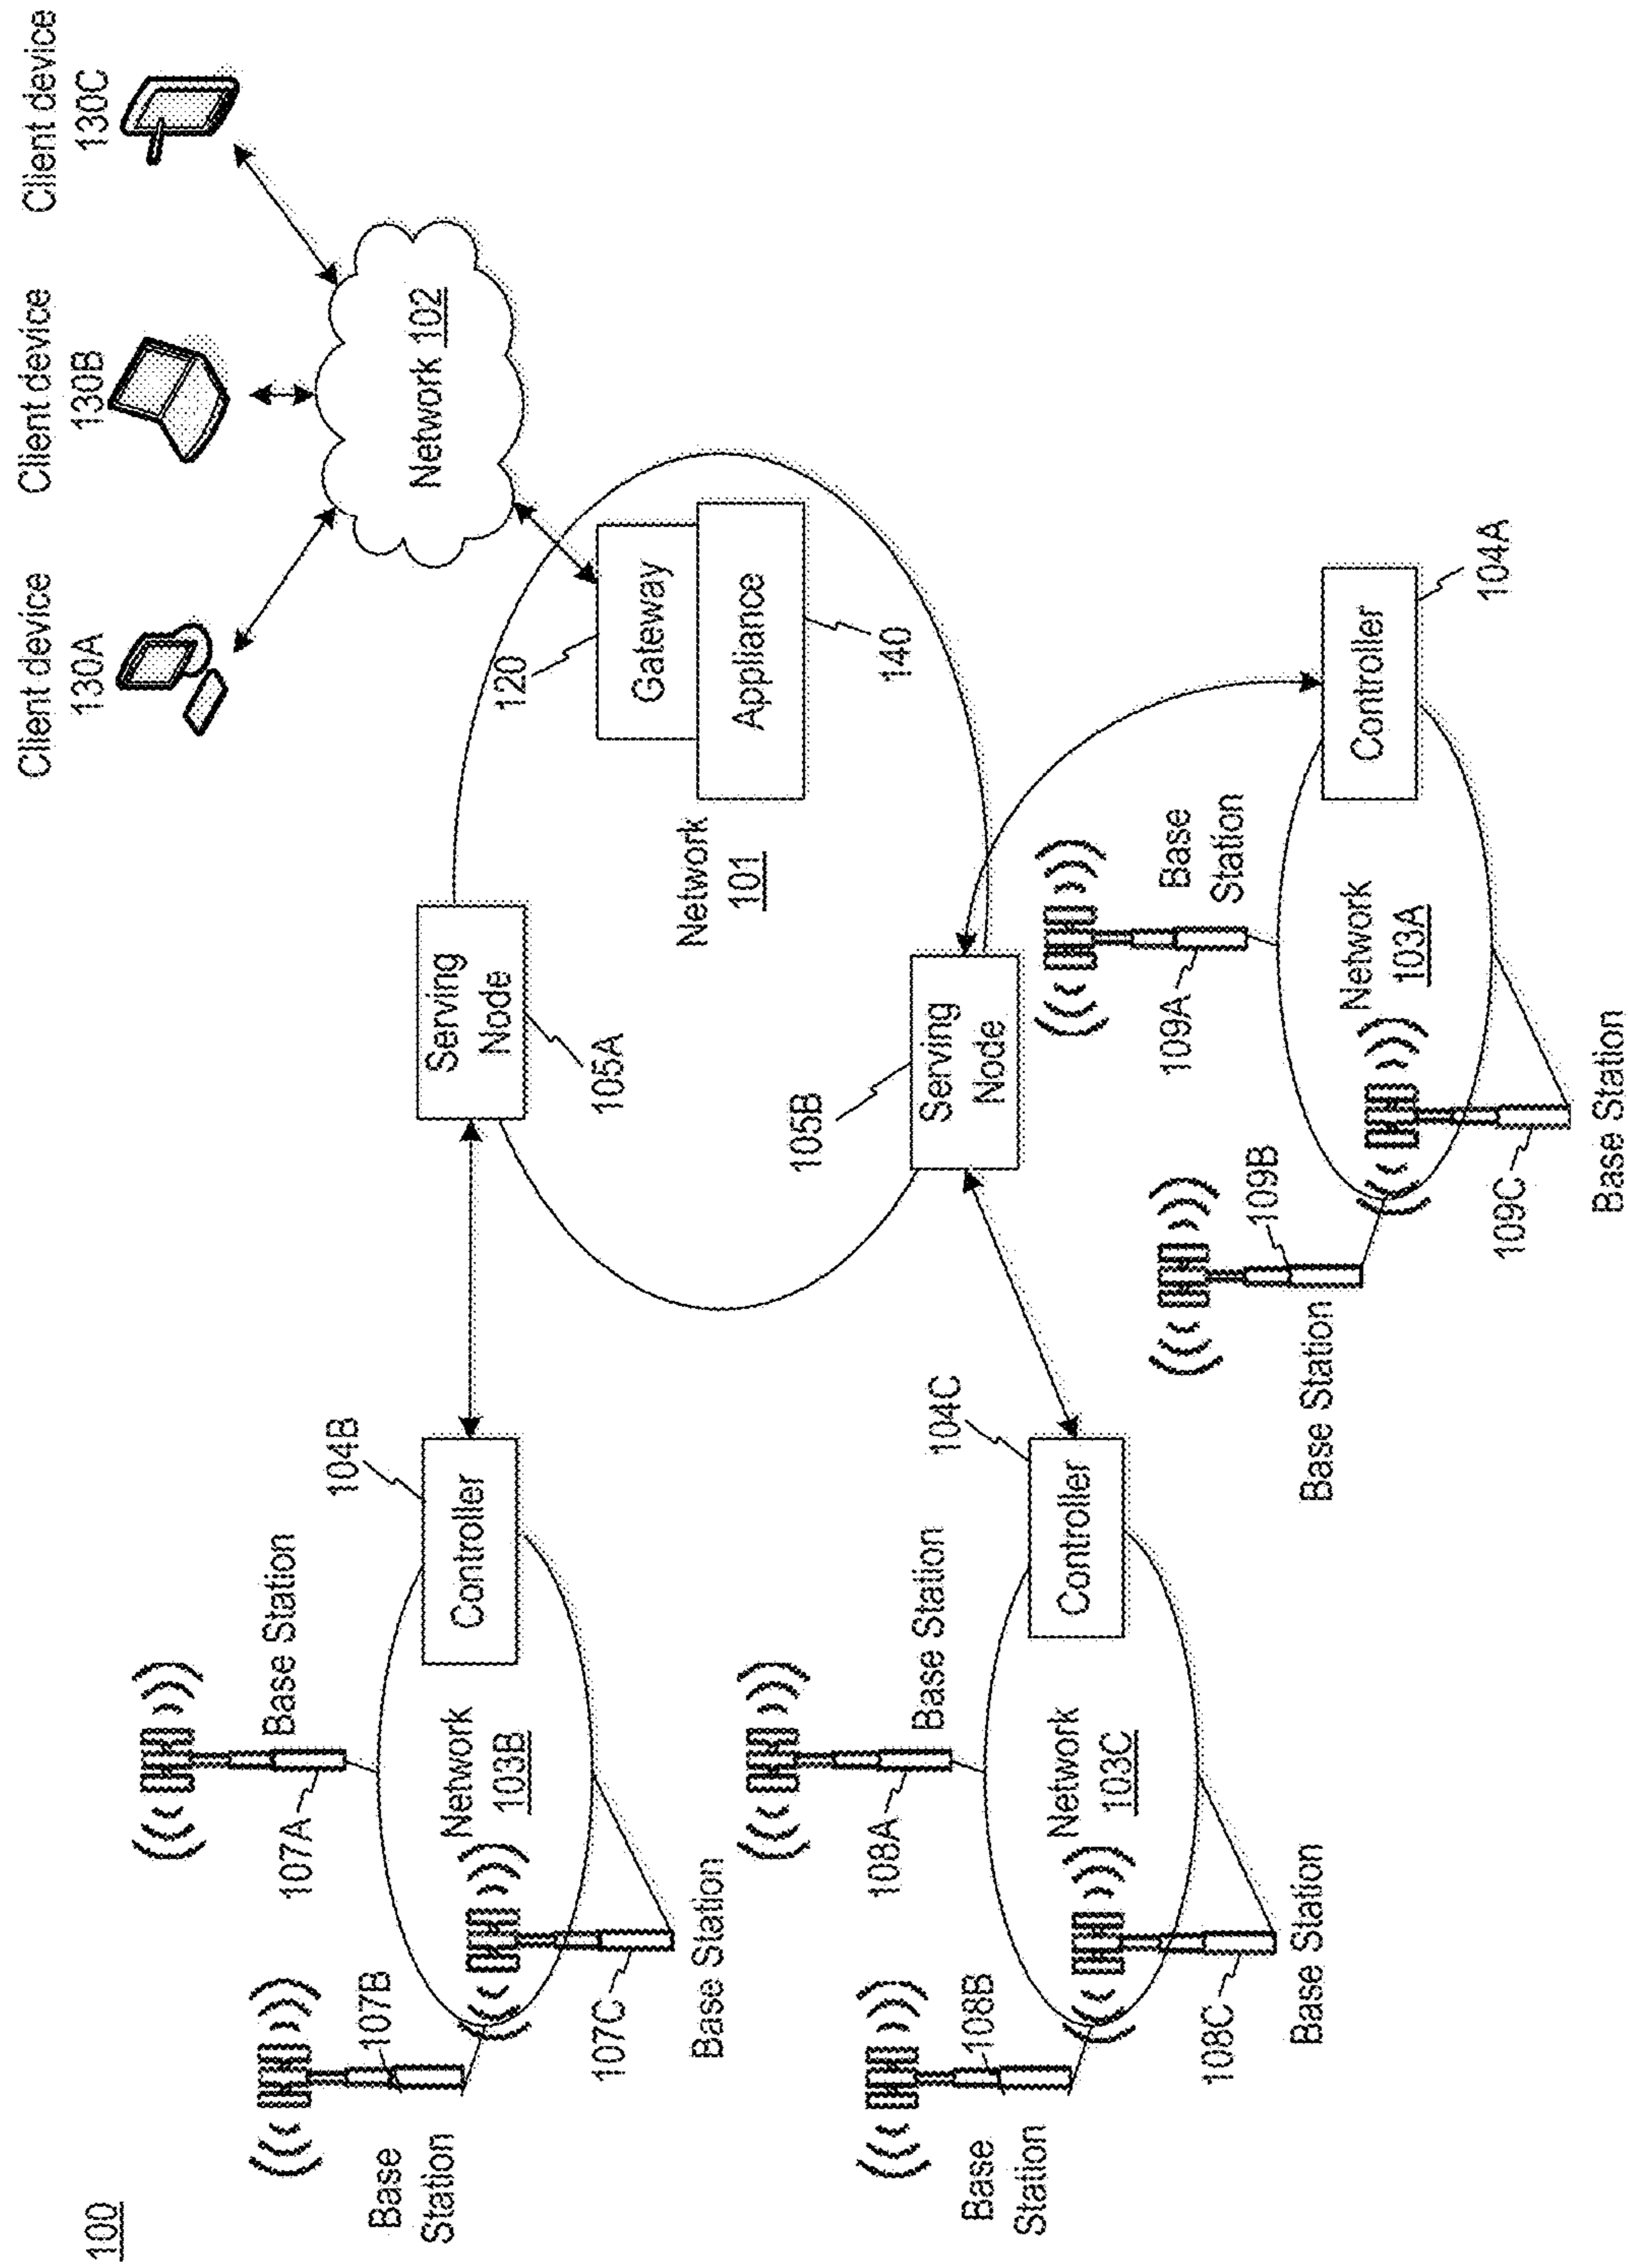 100
Client device
130A
Client device
130B
Client device
130C
Network 102
120
Gateway
Appliance
140
Network
101
Serving
Node
105A
105B
Serving
Node
104B
Controller
Base Station
107A
Network
103B
107B
Base
Station
107C
Base Station
104C
Controller
Base Station
108A
Network
103C
108B
Base
Station
108C
Base Station
Controller
104A
Base
Station
109A
Network
103A
109B
Base Station
109C
Base Station